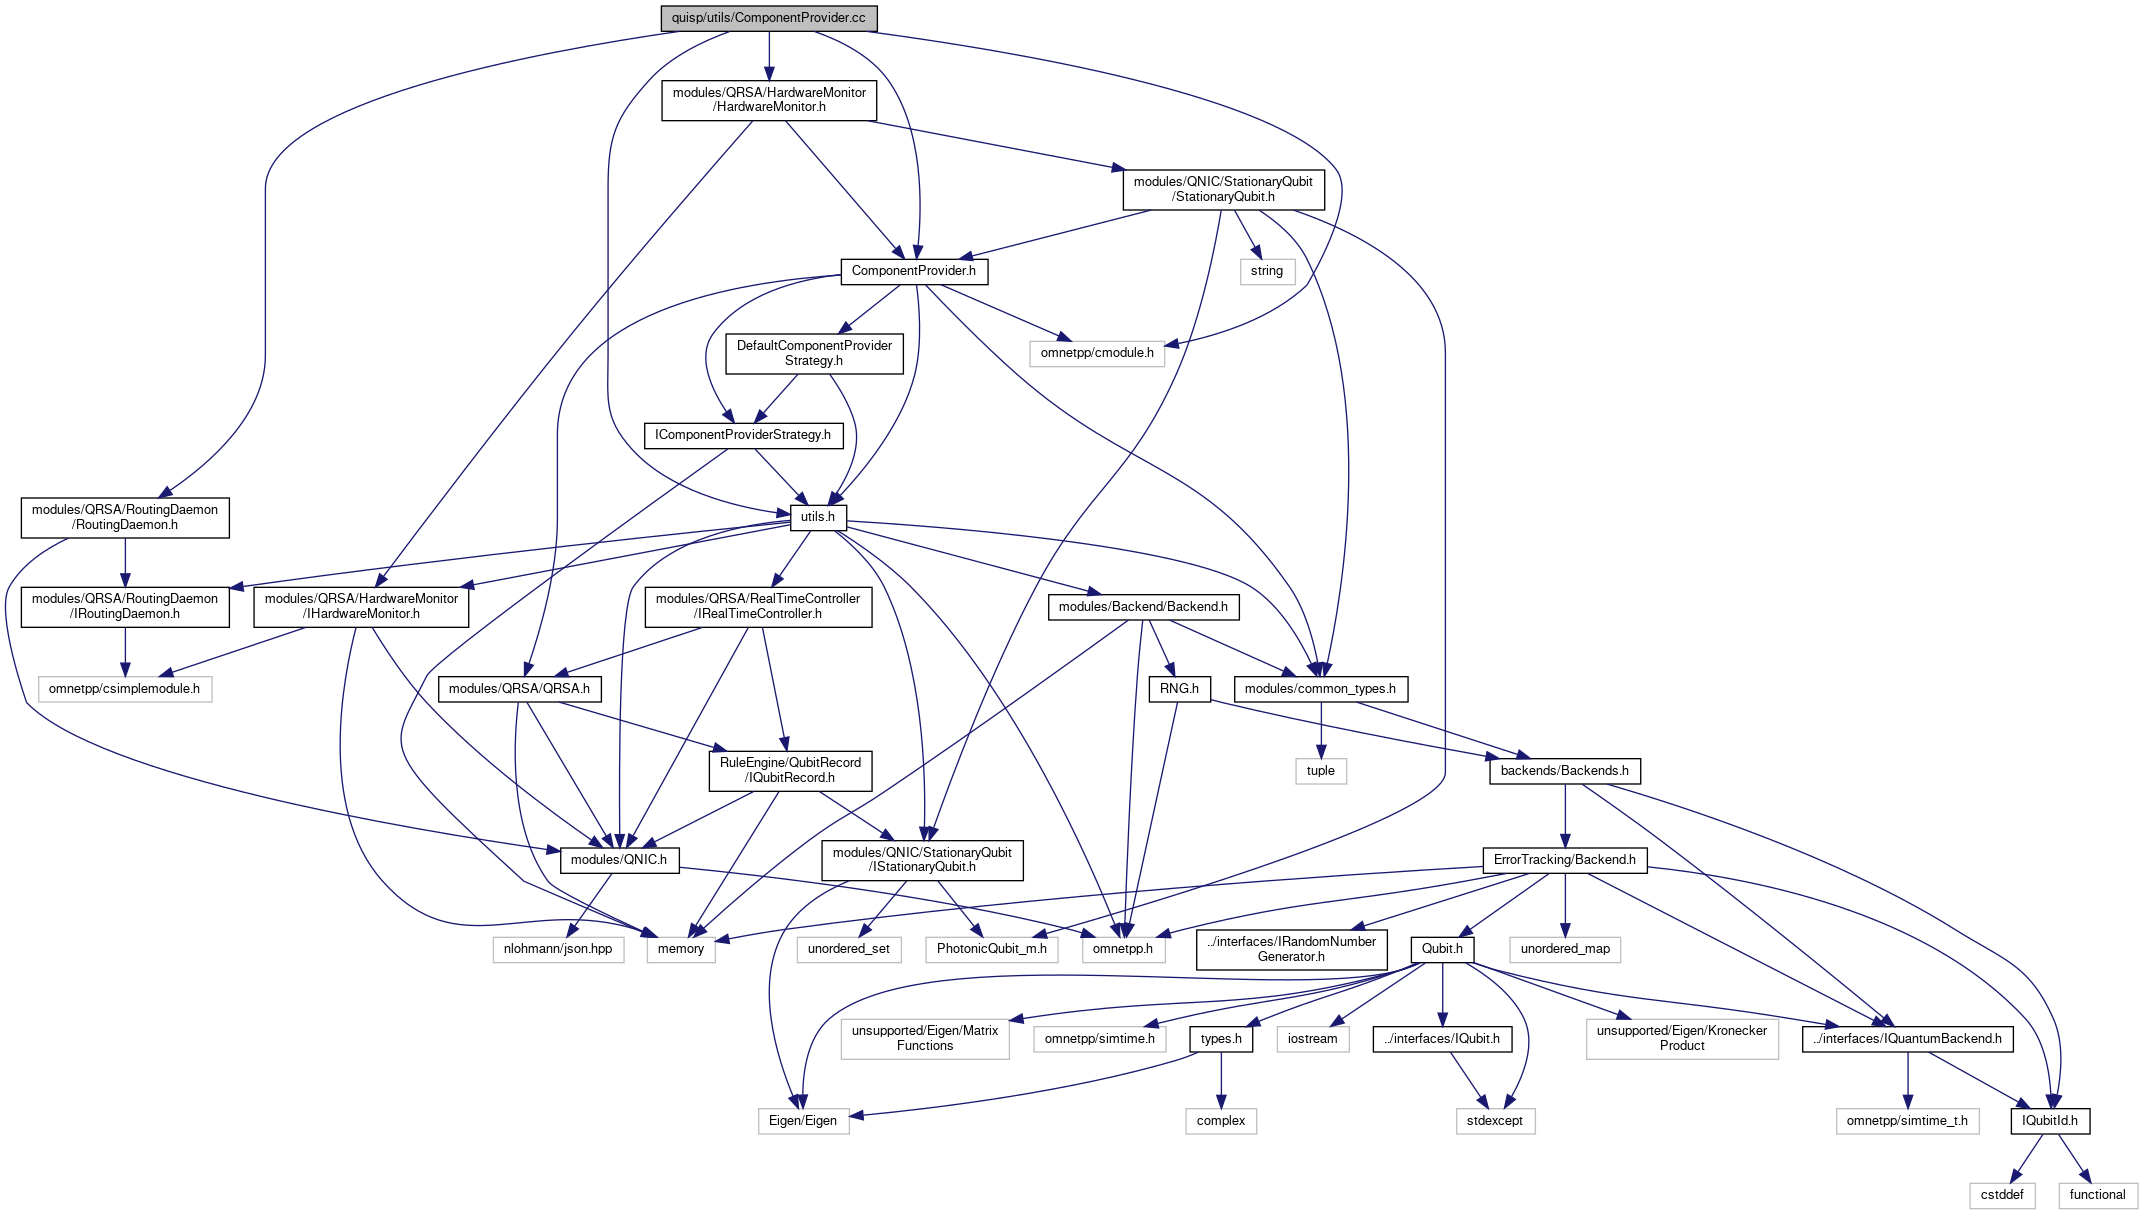 quisp/utils/ComponentProvider.cc
modules/QRSA/HardwareMonitor
/HardwareMonitor.h
modules/QNIC/StationaryQubit
/StationaryQubit.h
ComponentProvider.h
string
DefaultComponentProvider
Strategy.h
omnetpp/cmodule.h
IComponentProviderStrategy.h
modules/QRSA/RoutingDaemon
/RoutingDaemon.h
utils.h
modules/QRSA/RoutingDaemon
/IRoutingDaemon.h
modules/QRSA/HardwareMonitor
/IHardwareMonitor.h
modules/QRSA/RealTimeController
/IRealTimeController.h
modules/Backend/Backend.h
omnetpp/csimplemodule.h
modules/QRSA/QRSA.h
RNG.h
modules/common_types.h
RuleEngine/QubitRecord
/IQubitRecord.h
tuple
backends/Backends.h
modules/QNIC.h
modules/QNIC/StationaryQubit
/IStationaryQubit.h
ErrorTracking/Backend.h
nlohmann/json.hpp
memory
unordered_set
PhotonicQubit_m.h
omnetpp.h
../interfaces/IRandomNumber
Generator.h
Qubit.h
unordered_map
unsupported/Eigen/Matrix
Functions
omnetpp/simtime.h
types.h
iostream
../interfaces/IQubit.h
unsupported/Eigen/Kronecker
Product
../interfaces/IQuantumBackend.h
Eigen/Eigen
complex
stdexcept
omnetpp/simtime_t.h
IQubitId.h
cstddef
functional